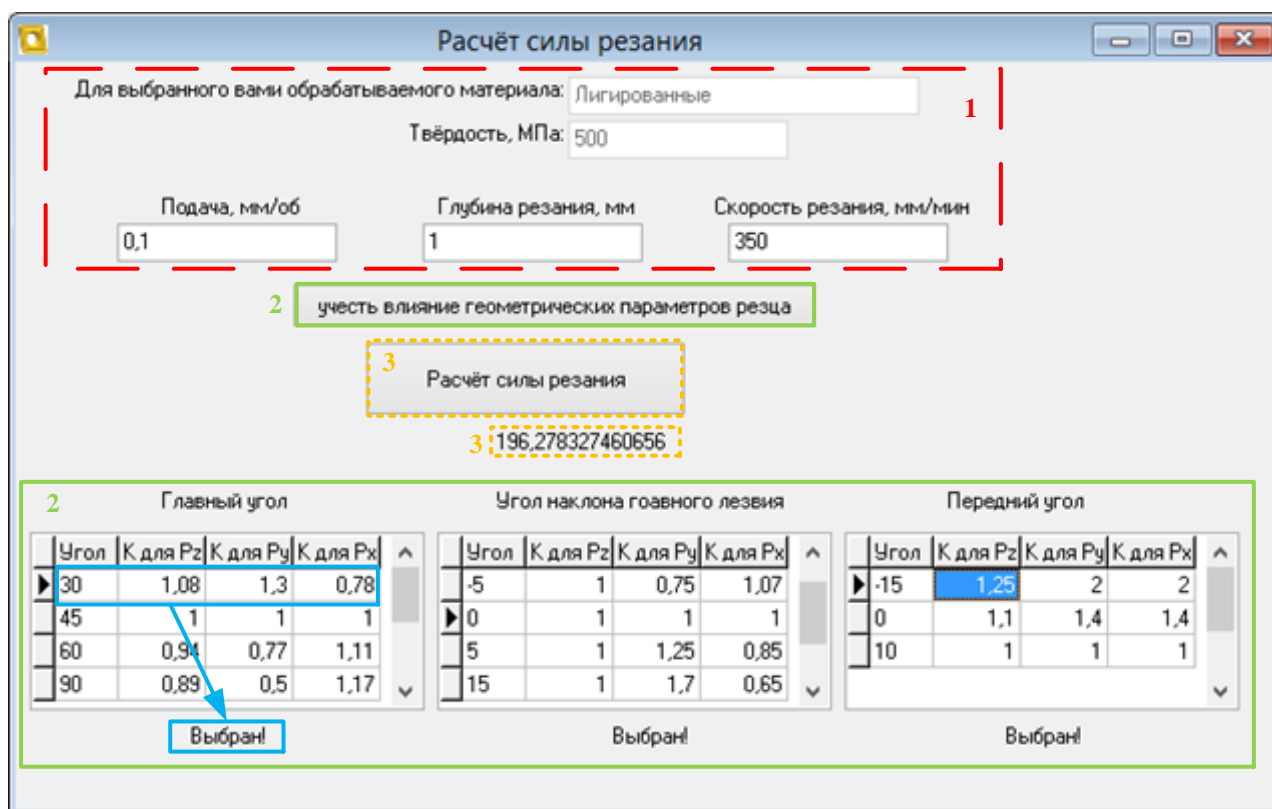 Расчёт силы резания
Для выбранного вами обрабатываемого материала: Лигированные
1
Твёрдость, МПа: 500
Подача, мм/об Глубина резания, мм Скорость резания, мм/мин
0,1 1 350
2 учесть влияние геометрических параметров резца
3 Расчёт силы резания
3 196,278327460656
2 Главный угол Угол наклона гоавного лезвия Передний угол
Угол К для Pz К для Py К для Px Угол К для Pz К для Py К для Px Угол К для Pz К для Py К для Px
30 1,08 1,3 0,78 -5 1 0,75 1,07 -15 1,25 2 2
45 1 1 1 0 1 1 1 0 1,1 1,4 1,4
60 0,94 0,77 1,11 5 1 1,25 0,85 10 1 1 1
90 0,89 0,5 1,17 15 1 1,7 0,65
Выбран! Выбран! Выбран!